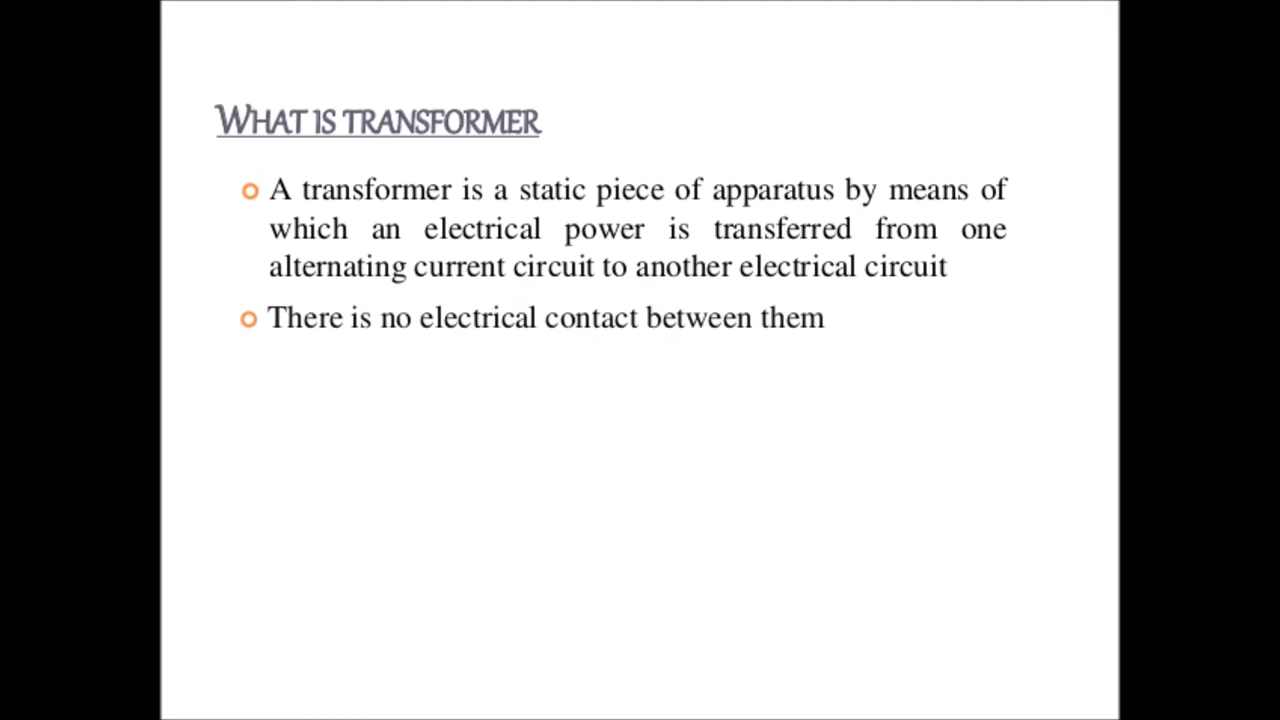 WHAT IS TRANSFORMER
A transformer is a static piece of apparatus by means of
which an electrical power is transferred from one
alternating current circuit to another electrical circuit
There is no electrical contact between them